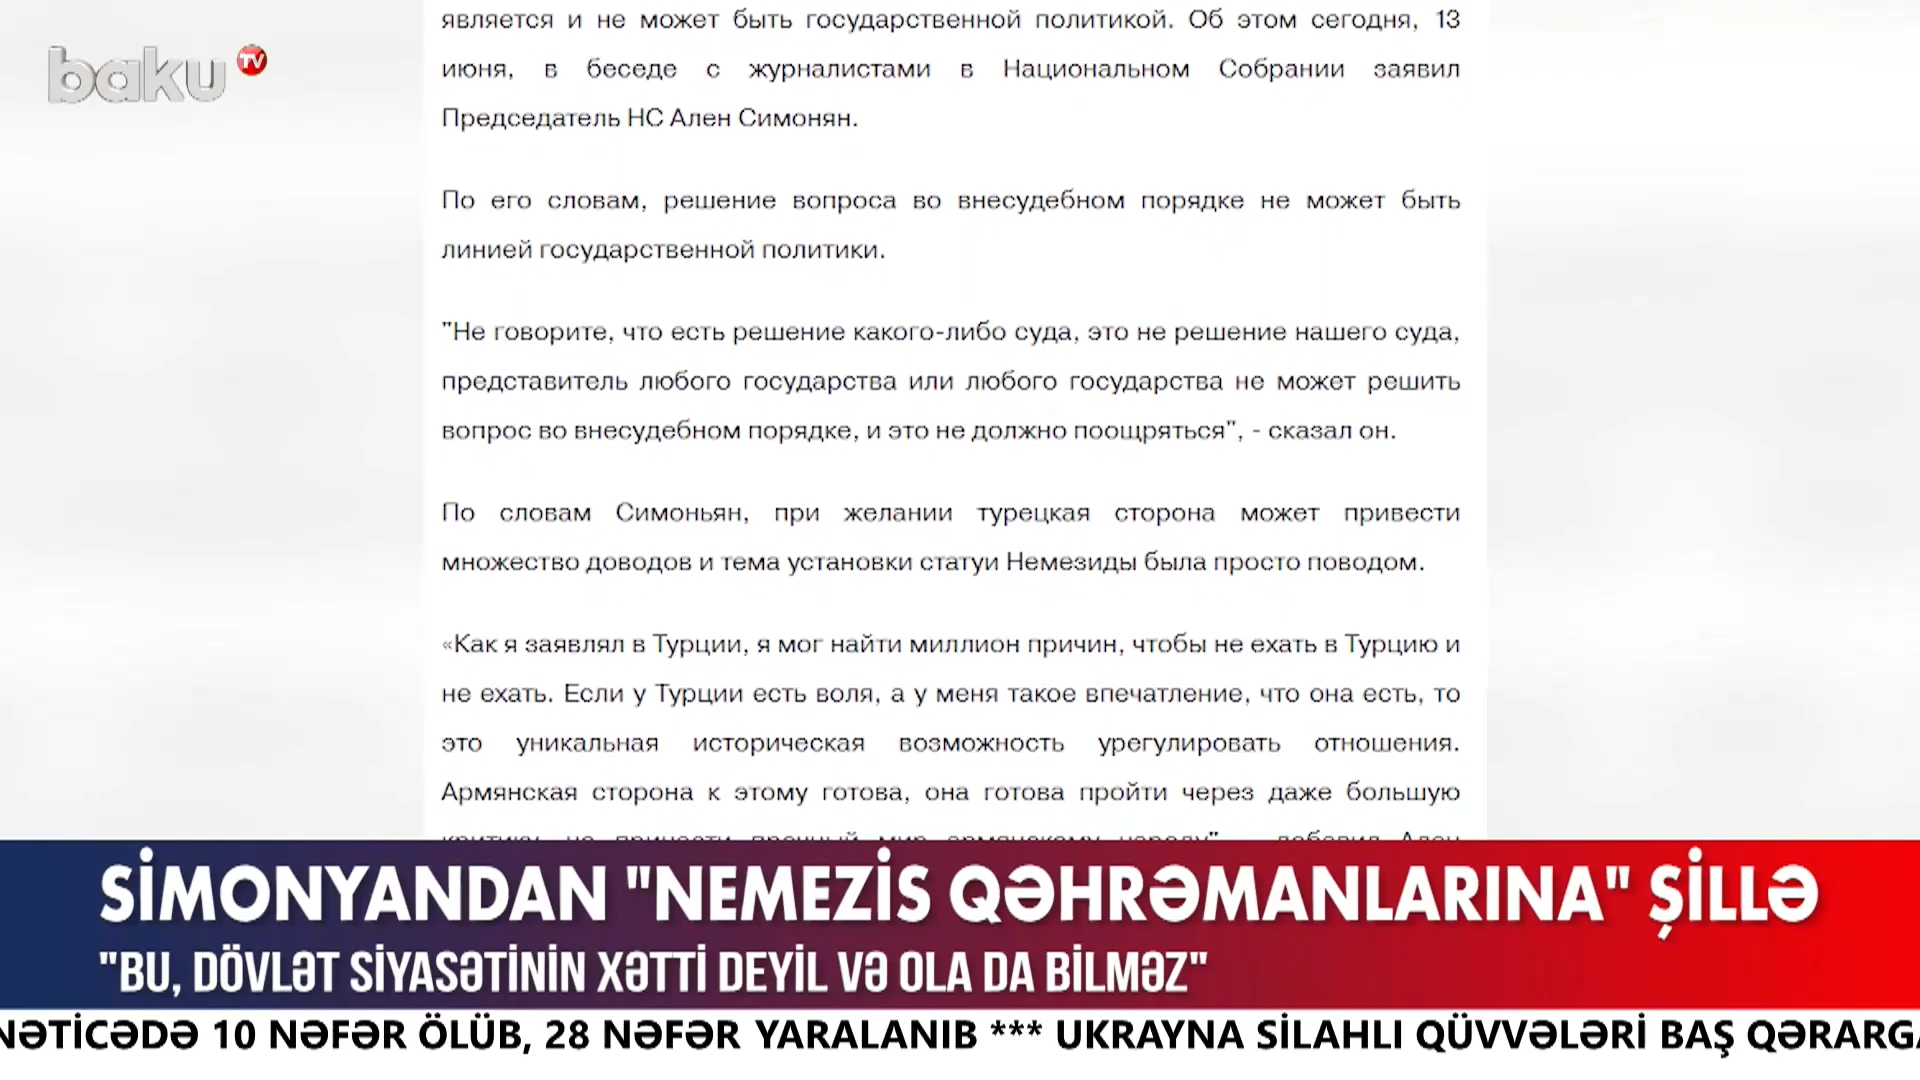 baku TV
является и не может быть государственной политикой. Об этом сегодня, 13
июня, в беседе с журналистами в Национальном Собрании заявил
Председатель НС Ален Симонян.
По его словам, решение вопроса во внесудебном порядке не может быть
линией государственной политики.
"Не говорите, что есть решение какого-либо суда, это не решение нашего суда,
представитель любого государства или любого государства не может решить
вопрос во внесудебном порядке, и это не должно поощряться", - сказал он.
По словам Симоньян, при желании турецкая сторона может привести
множество доводов и тема установки статуи Немезиды была просто поводом.
«Как я заявлял в Турции, я мог найти миллион причин, чтобы не ехать в Турцию и
не ехать. Если у Турции есть воля, а у меня такое впечатление, что она есть, то
это уникальная историческая возможность урегулировать отношения.
Армянская сторона к этому готова, она готова пройти через даже большую
SİMONYANDAN "NEMEZİS QƏHRƏMANLARINA" ŞİLLƏ
"BU, DÖVLƏT SİYASƏTİNİN XƏTTİ DEYİL VƏ OLA DA BİLMƏZ"
NƏTİCƏDƏ 10 NƏFƏR ÖLÜB, 28 NƏFƏR YARALANIB *** UKRAYNA SİLAHLI QÜVVƏLƏRİ BAŞ QƏRARGA